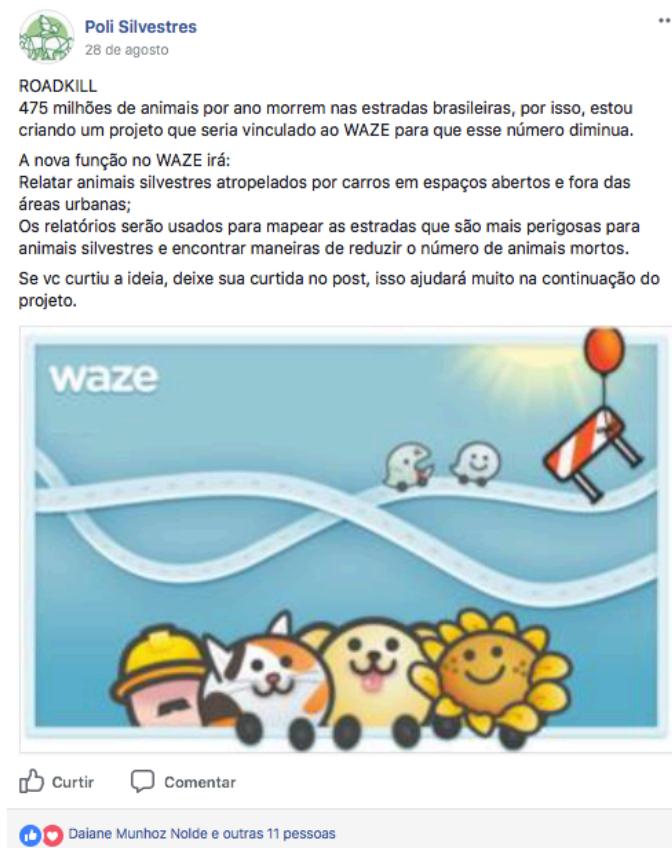 Poli Silvestres
28 de agosto
ROADKILL
475 milhões de animais por ano morrem nas estradas brasileiras, por isso, estou
criando um projeto que seria vinculado ao WAZE para que esse número diminua.
A nova função no WAZE irá:
Relatar animais silvestres atropelados por carros em espaços abertos e fora das
áreas urbanas;
Os relatórios serão usados para mapear as estradas que são mais perigosas para
animais silvestres e encontrar maneiras de reduzir o número de animais mortos.
Se vc curtiu a ideia, deixe sua curtida no post, isso ajudará muito na continuação do
projeto.
waze
Curtir Comentar
Daiane Munhoz Nolde e outras 11 pessoas